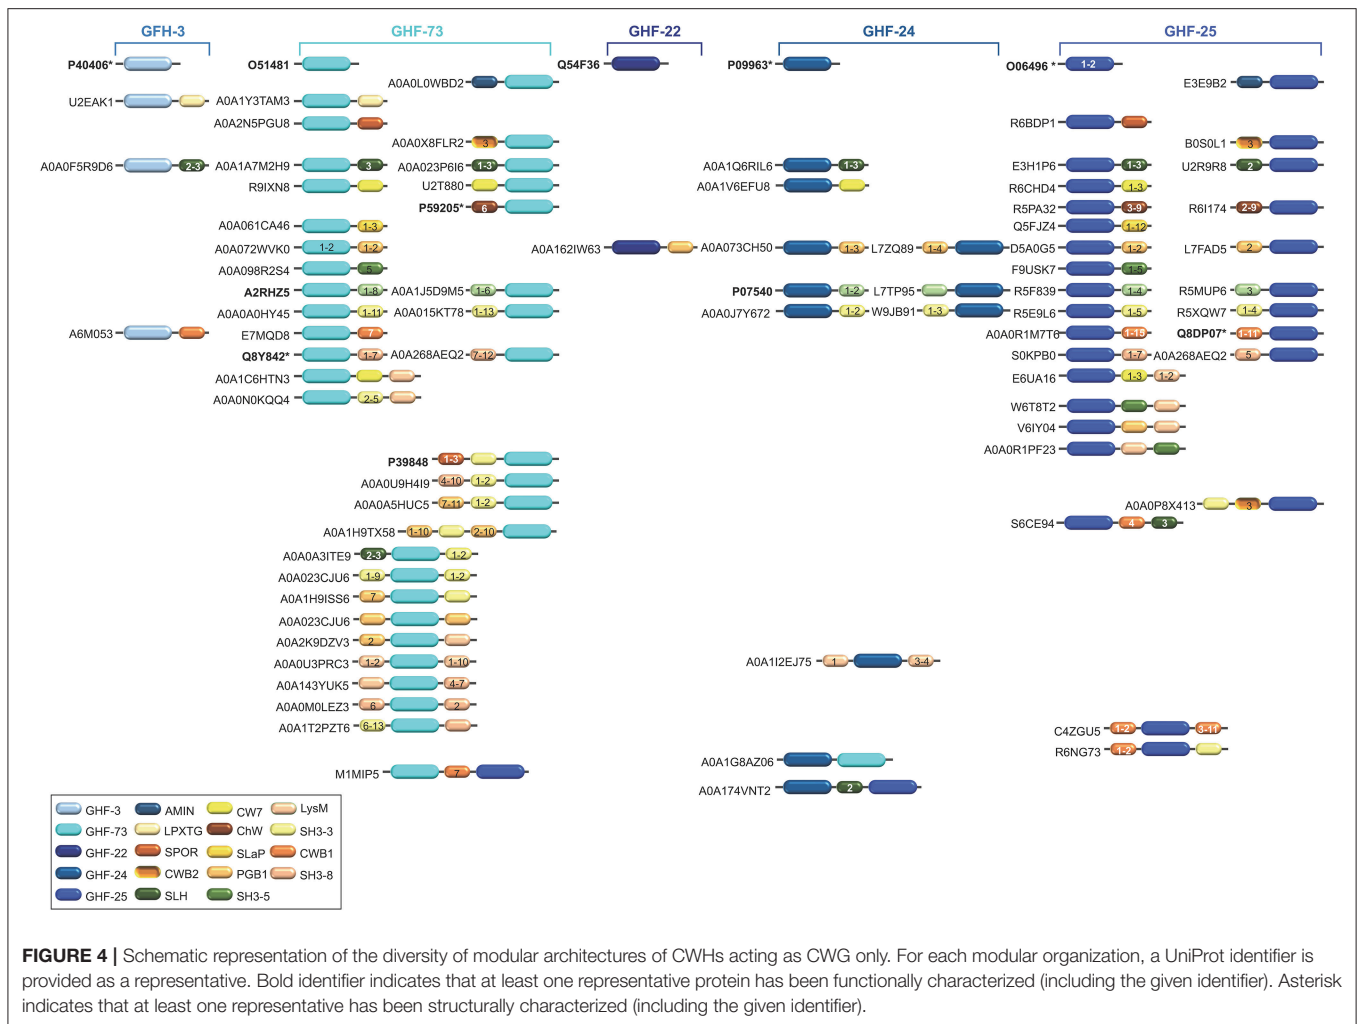 GFH-3 GHF-73 GHF-22 GHF-24 GHF-25
P40406* O51481 Q54F36 P09963* O06496 * 1-2
A0A0L0WBD2 E3E9B2
U2EAK1 A0A1Y3TAM3
A0A2N5PGU8 R6BDP1
A0A0X8FLR2 3 B0S0L1 3
A0A0F5R9D6 2-3 A0A1A7M2H9 3 A0A023P6I6 1-3 A0A1Q6RIL6 1-3 E3H1P6 1-3 U2R9R8 2
R9IXN8 U2T880 A0A1V6EFU8 R6CHD4 1-3
P59205* 6 R5PA32 3-9 R6I174 2-9
A0A061CA46 1-3 Q5FJZ4 1-12
A0A072WVK0 1-2 1-2 A0A162IW63 A0A073CH50 1-3 L7ZQ89 1-4 D5A0G5 1-2 L7FAD5 2
A0A098R2S4 5 F9USK7 1-5
A2RHZ5 1-8 A0A1J5D9M5 1-6 P07540 1-2 L7TP95 R5F839 1-4 R5MUP6 3
A0A0A0HY45 1-11 A0A015KT78 1-13 A0A0J7Y672 1-2 W9JB91 1-3 R5E9L6 1-5 R5XQW7 1-4
A6M053 E7MQD8 7 A0A0R1M7T6 1-15 Q8DP07* 1-11
Q8Y842* 1-7 A0A268AEQ2 7-12 S0KPB0 1-7 A0A268AEQ2 5
A0A1C6HTN3 E6UA16 1-3 1-2
A0A0N0KQQ4 2-5 W6T8T2
V6IY04
A0A0R1PF23
P39848 1-3
A0A0U9H4I9 4-10 1-2
A0A0A5HUC5 7-11 1-2 A0A0P8X413 3
A0A1H9TX58 1-10 2-10 S6CE94 4 3
A0A0A3ITE9 2-3 1-2
A0A023CJU6 1-9 1-2
A0A1H9ISS6 7
A0A023CJU6
A0A2K9DZV3 2
A0A0U3PRC3 1-2 1-10 A0A1I2EJ75 1 3-4
A0A143YUK5 4-7
A0A0M0LEZ3 6 2
A0A1T2PZT6 6-13 C4ZGU5 1-2 3-11
R6NG73 1-2
M1MIP5 7 A0A1G8AZ06
A0A174VNT2 2
GHF-3 AMIN CW7 LysM
GHF-73 LPXTG ChW SH3-3
GHF-22 SPOR SLaP CWB1
GHF-24 CWB2 PGB1 SH3-8
GHF-25 SLH SH3-5
FIGURE 4 | Schematic representation of the diversity of modular architectures of CWHs acting as CWG only. For each modular organization, a UniProt identifier is
provided as a representative. Bold identifier indicates that at least one representative protein has been functionally characterized (including the given identifier). Asterisk
indicates that at least one representative has been structurally characterized (including the given identifier).